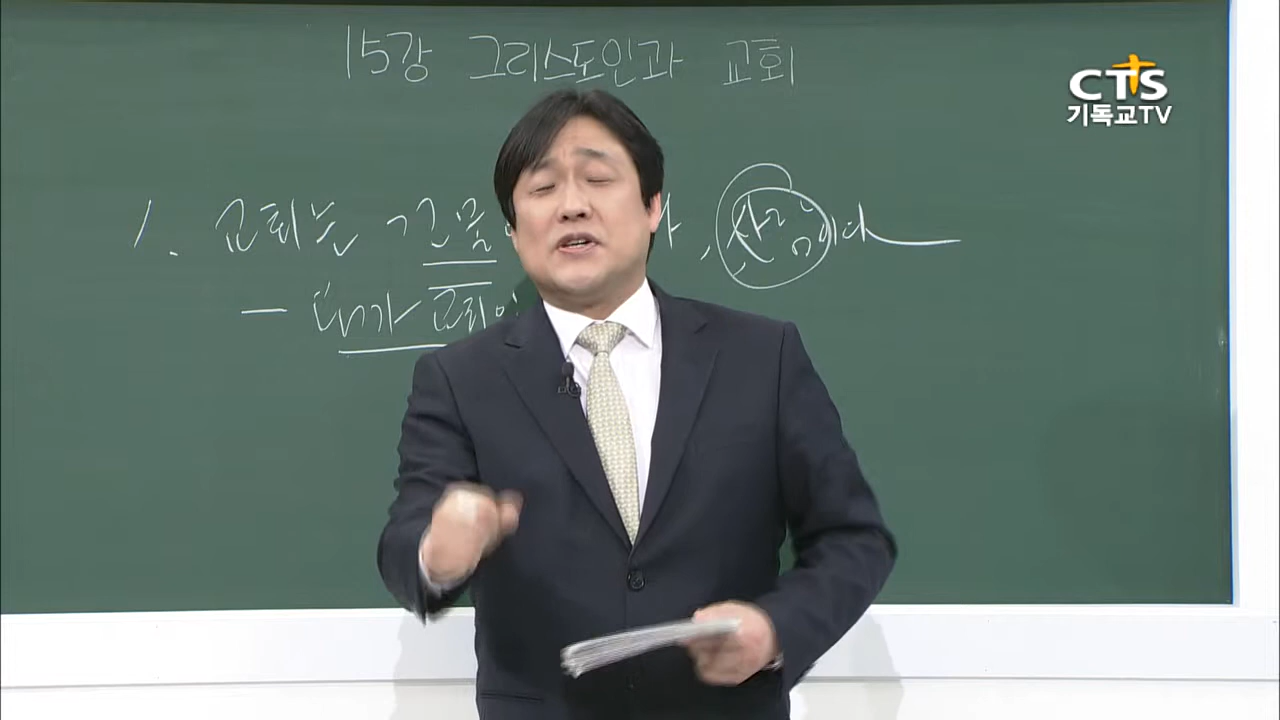 15강 그리스도인과 교회
CTS
기독교TV
1. 교회는 건물 , 사람이다
- 내가 교회